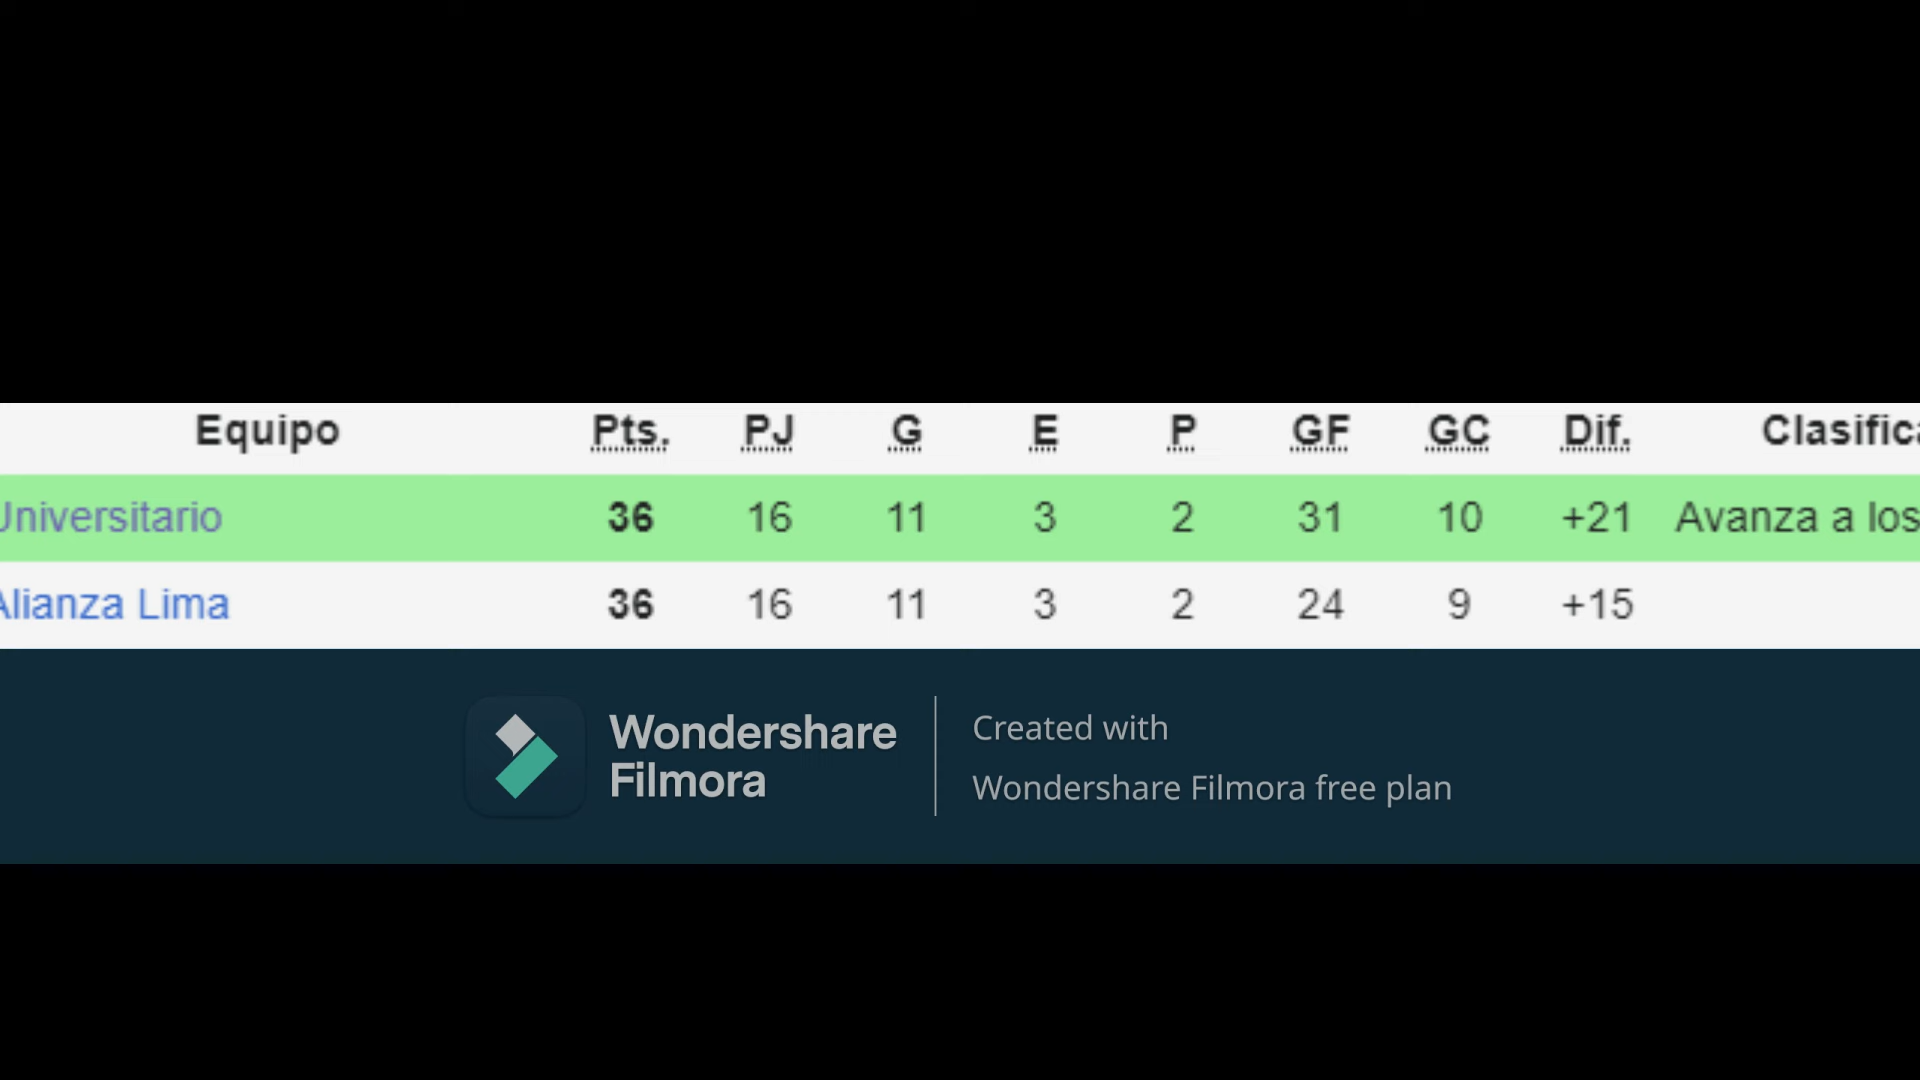 Equipo Pts. PJ G E P GF GC Dif. Clasifica
Universitario 36 16 11 3 2 31 10 +21 Avanza a los
Alianza Lima 36 16 11 3 2 24 9 +15
Wondershare
Filmora
Created with
Wondershare Filmora free plan